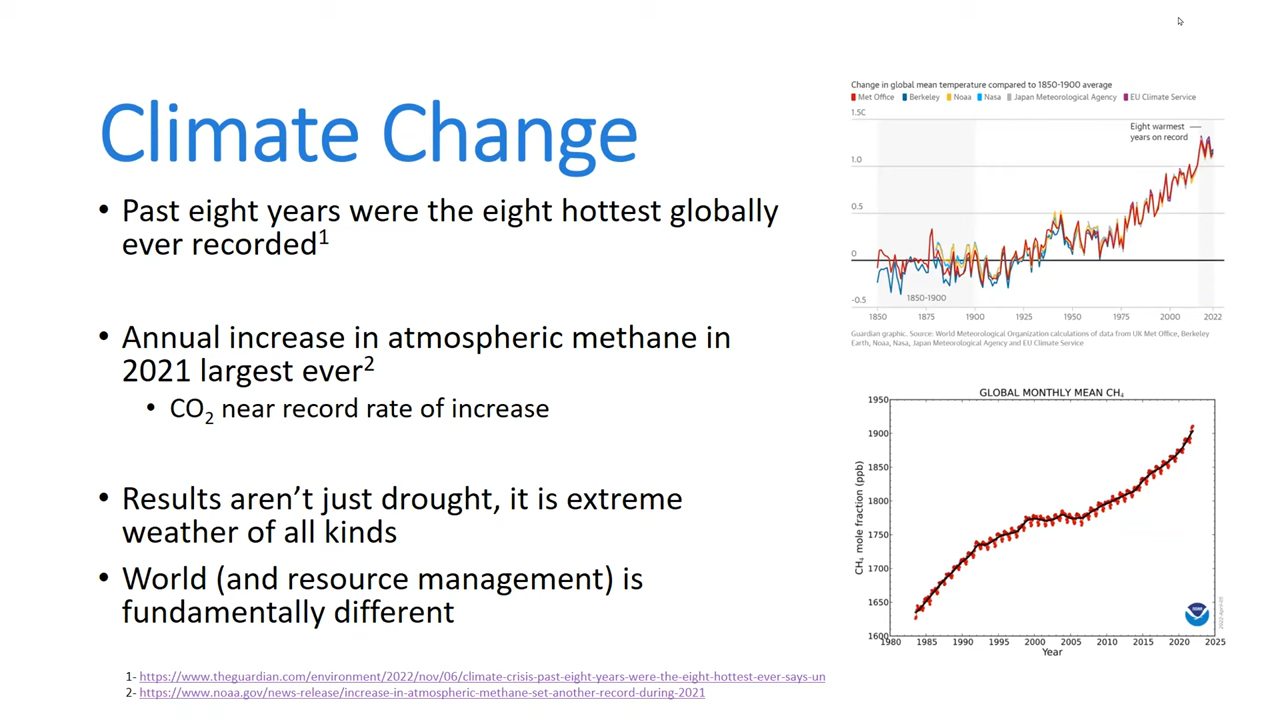 Climate Change
• Past eight years were the eight hottest globally
ever recorded1
• Annual increase in atmospheric methane in
2021 largest ever2
• CO2 near record rate of increase
• Results aren’t just drought, it is extreme
weather of all kinds
• World (and resource management) is
fundamentally different
1- https://www.theguardian.com/environment/2022/nov/06/climate-crisis-past-eight-years-were-the-eight-hottest-ever-says-un
2- https://www.noaa.gov/news-release/increase-in-atmospheric-methane-set-another-record-during-2021
Change in global mean temperature compared to 1850-1900 average
Met Office Berkeley Noaa Nasa Japan Meteorological Agency EU Climate Service
1.5C
Eight warmest
years on record
1.0
0.5
0
-0.5
1850-1900
1850 1875 1900 1925 1950 1975 2000 2022
Guardian graphic. Source: World Meteorological Organization calculations of data from UK Met Office, Berkeley
Earth, Noaa, Nasa, Japan Meteorological Agency and EU Climate Service
GLOBAL MONTHLY MEAN CH4
CH4 mole fraction (ppb)
1950
1900
1850
1800
1750
1700
1650
1600
1980 1985 1990 1995 2000 2005 2010 2015 2020 2025
Year